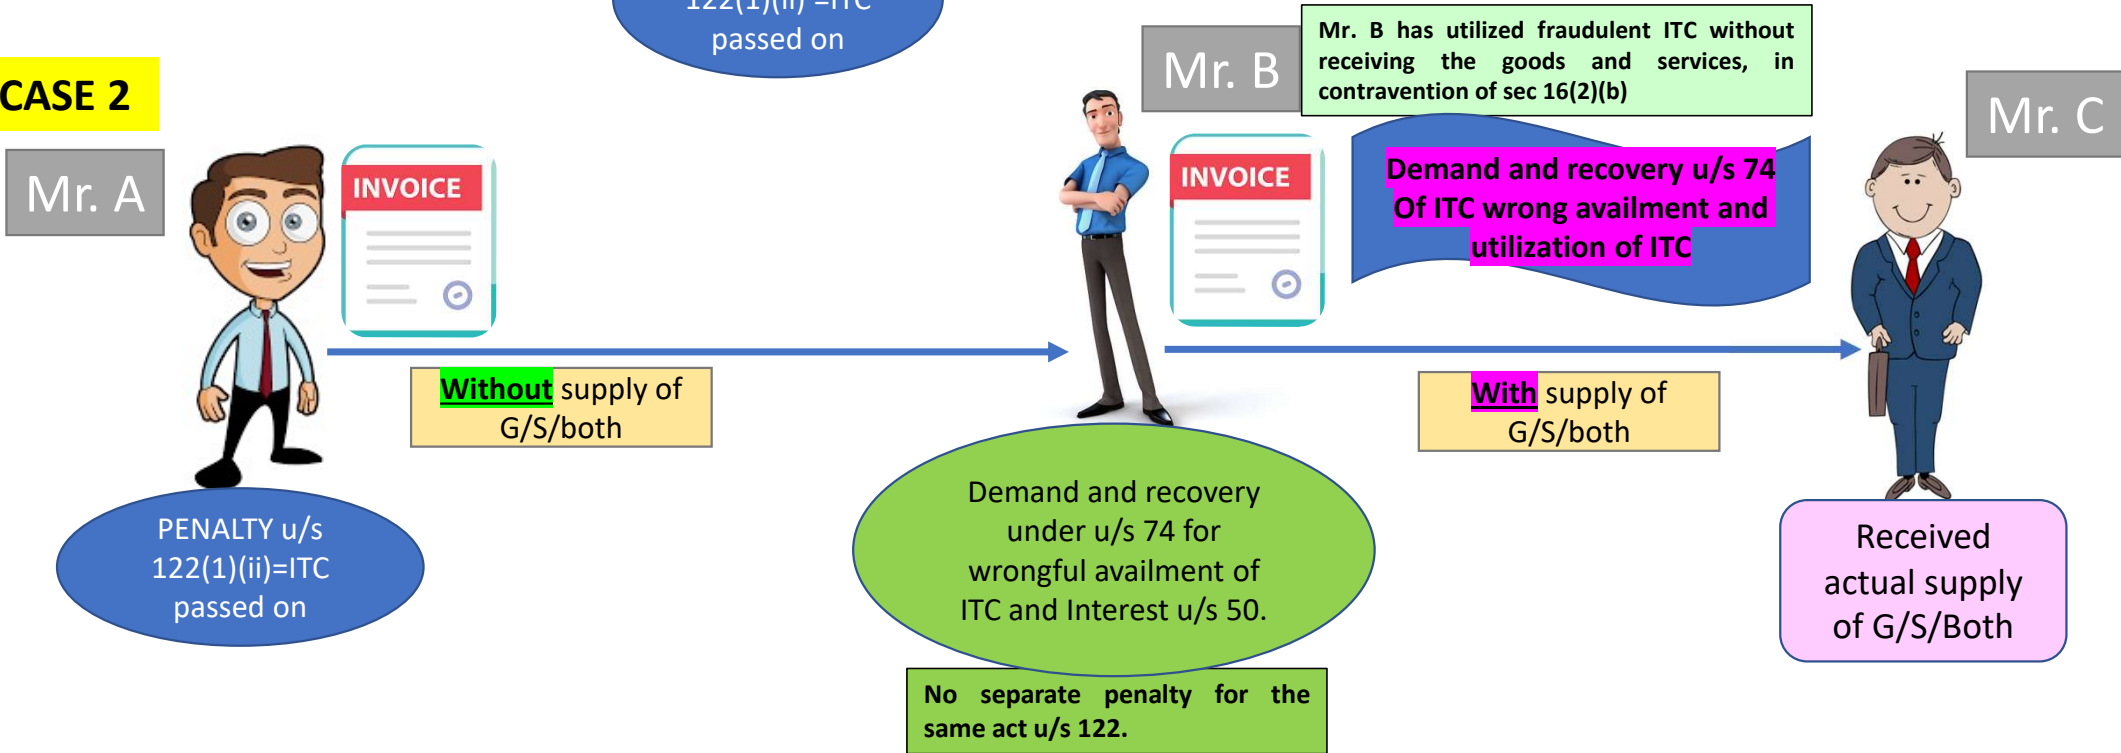 122(1)(ii) =ITC
passed on
CASE 2
Mr. A
INVOICE
Without supply of
G/S/both
PENALTY u/s
122(1)(ii)=ITC
passed on
Mr. B
Mr. B has utilized fraudulent ITC without
receiving the goods and services, in
contravention of sec 16(2)(b)
INVOICE
Demand and recovery u/s 74
Of ITC wrong availment and
utilization of ITC
Mr. C
With supply of
G/S/both
Demand and recovery
under u/s 74 for
wrongful availment of
ITC and Interest u/s 50.
No separate penalty for the
same act u/s 122.
Received
actual supply
of G/S/Both